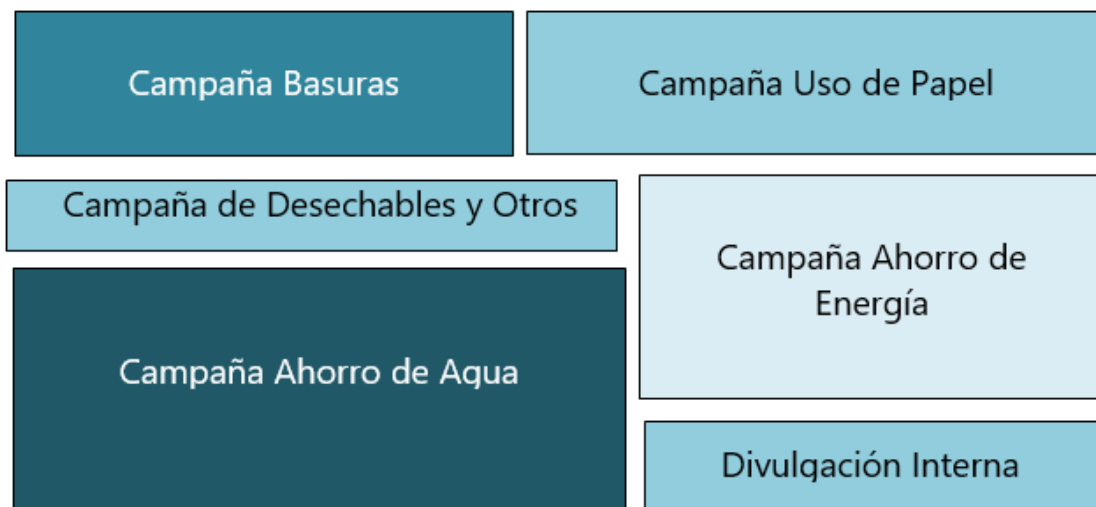 Campaña Basuras
Campaña Uso de Papel
Campaña de Desechables y Otros
Campaña Ahorro de
Energía
Campaña Ahorro de Agua
Divulgación Interna